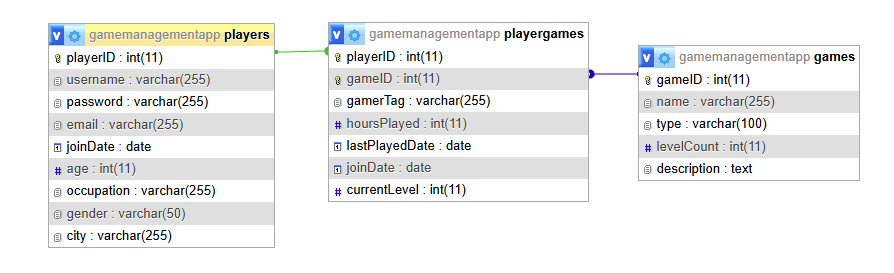 v gamemanagementapp players
playerID : int(11)
username : varchar(255)
password : varchar(255)
email : varchar(255)
joinDate : date
# age : int(11)
occupation : varchar(255)
gender : varchar(50)
city : varchar(255)
v gamemanagementapp playergames
playerID : int(11)
gameID : int(11)
gamerTag : varchar(255)
# hoursPlayed : int(11)
lastPlayedDate : date
joinDate : date
# currentLevel : int(11)
v gamemanagementapp games
gameID : int(11)
name : varchar(255)
type : varchar(100)
# levelCount : int(11)
description : text